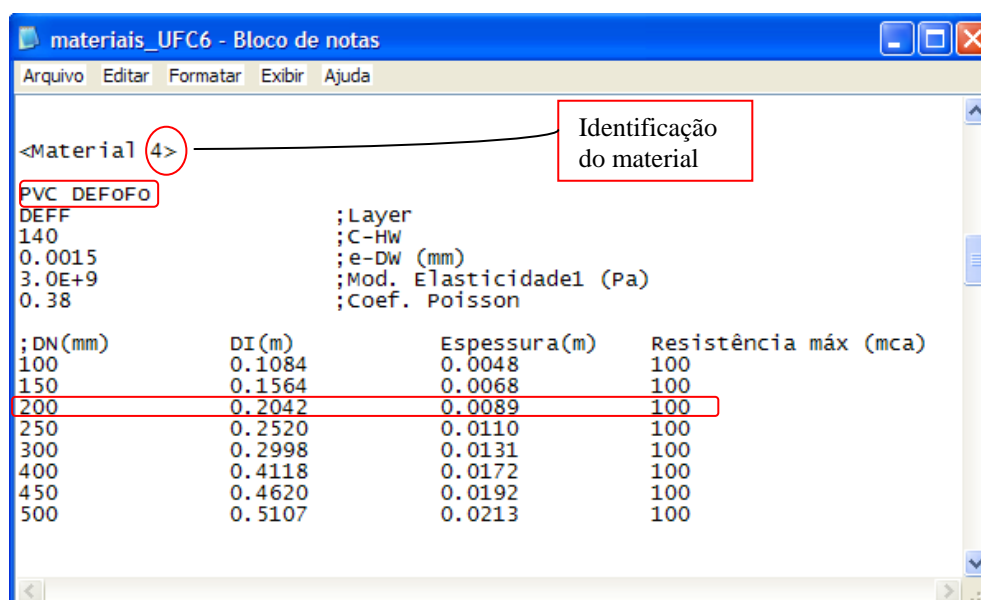 materiais_UFC6 - Bloco de notas
Arquivo Editar Formatar Exibir Ajuda
<Material 4>
Identificação
do material
PVC DEFoFo
DEFF ;Layer
140 ;C-HW
0.0015 ;e-DW (mm)
3.0E+9 ;Mod. Elasticidade1 (Pa)
0.38 ;Coef. Poisson
;DN(mm) DI(m) Espessura(m) Resistência máx (mca)
100 0.1084 0.0048 100
150 0.1564 0.0068 100
200 0.2042 0.0089 100
250 0.2520 0.0110 100
300 0.2998 0.0131 100
400 0.4118 0.0172 100
450 0.4620 0.0192 100
500 0.5107 0.0213 100